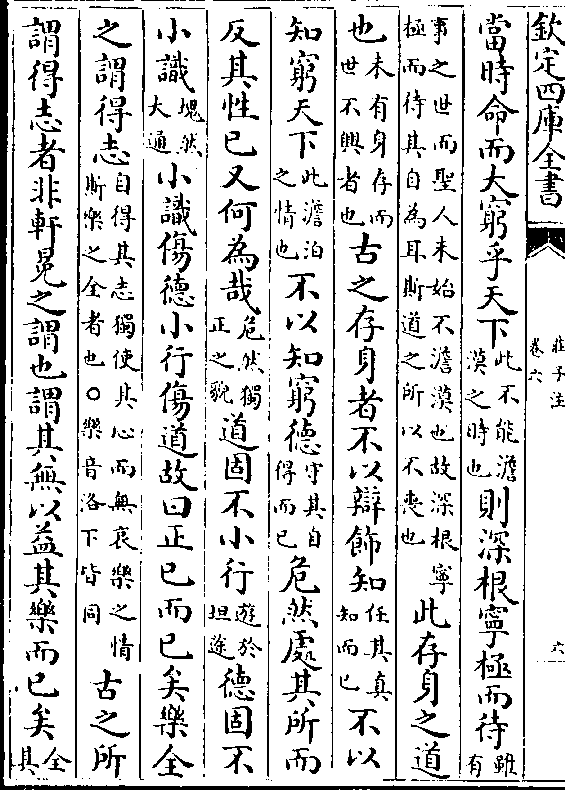 欽定四庫全書
莊子注
卷六
六
當時命而大窮乎天下此不能澹漠之時也則深根寧極而待雖有
事之世而聖人未始不澹漠也故深根寧極而待其自為耳斯道之所以不喪也此存身之道
也未有身存而世不興者也古之存身者不以辯飾知任其真知而已不以
知窮天下此澹泊之情也不以知窮德守其自得而已危然處其所而
反其性已又何為哉危然獨正之貌道固不小行遊於坦途德固不
小識塊然大通小識傷德小行傷道故曰正已而已矣樂全
之謂得志自得其志獨使其心而無哀樂之情斯樂之全者也○樂音洛下皆同古之所
謂得志者非軒冕之謂也謂其無以益其樂而已矣全其